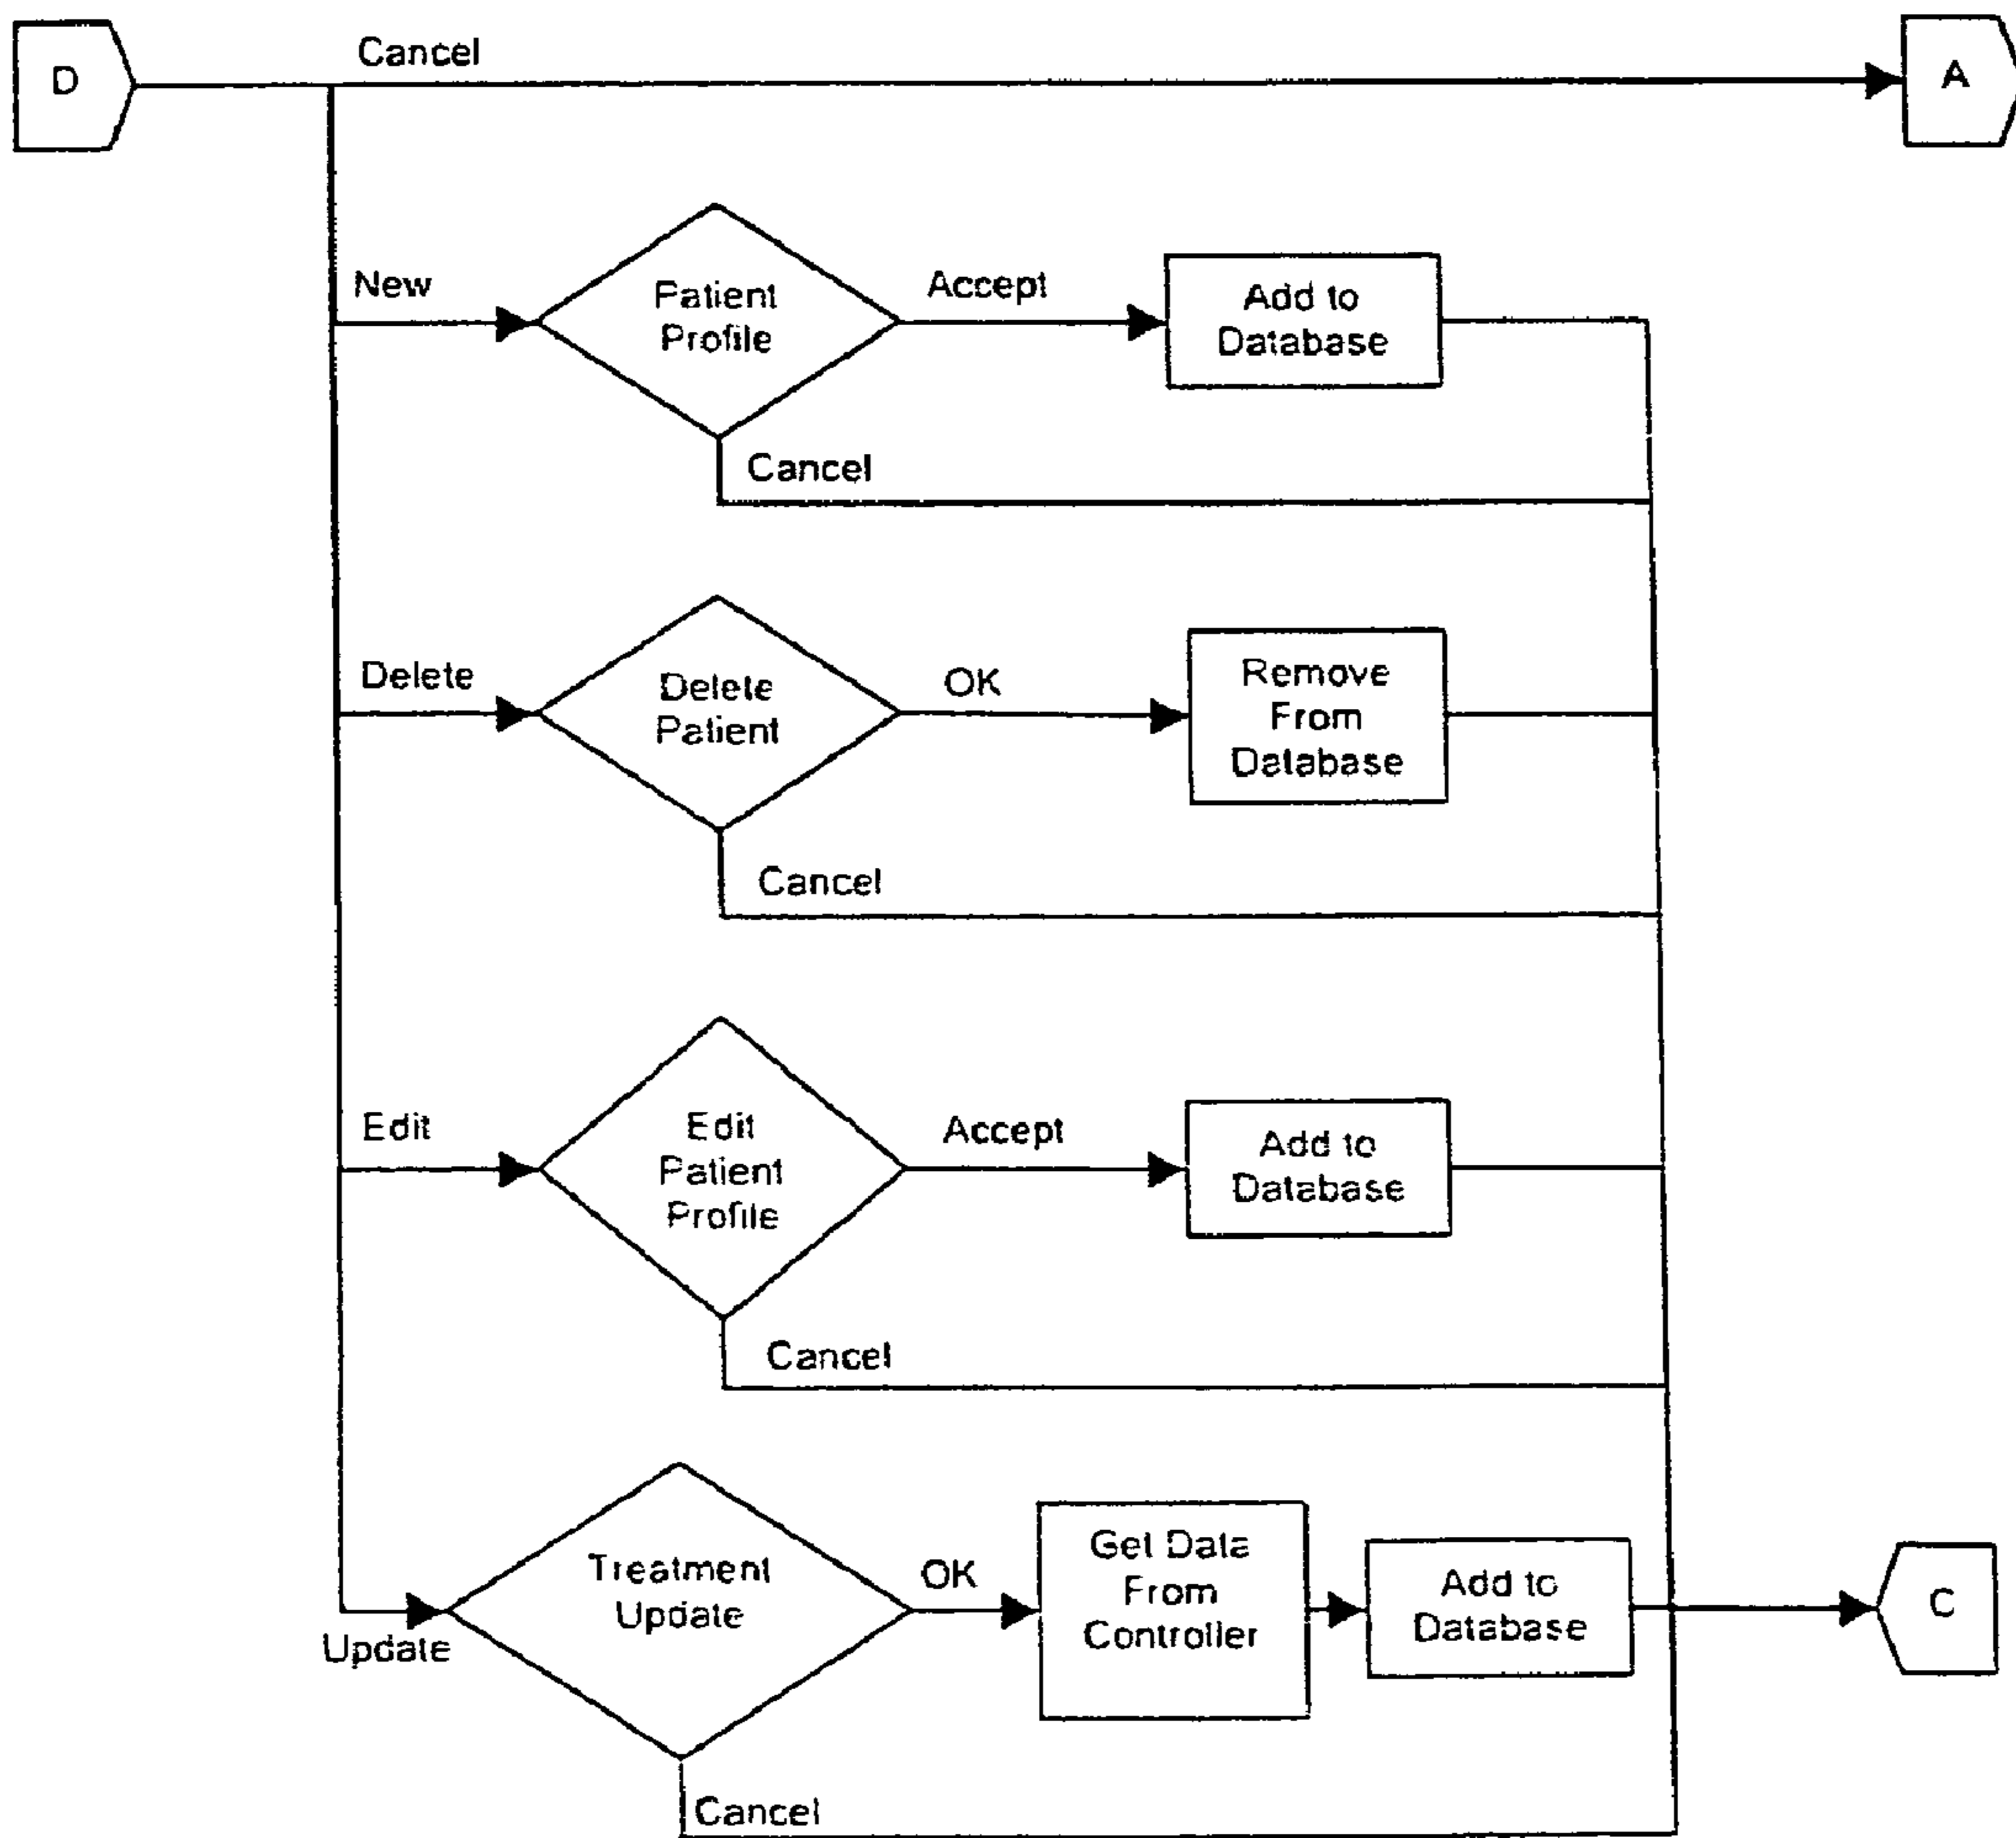 D
Cancel
A
New
Patient
Profile
Accept
Add to
Database
Cancel
Delete
Delete
Patient
OK
Remove
From
Database
Cancel
Edit
Edit
Patient
Profile
Accept
Add to
Database
Cancel
Update
Treatment
Update
OK
Get Data
From
Controller
Add to
Database
C
Cancel